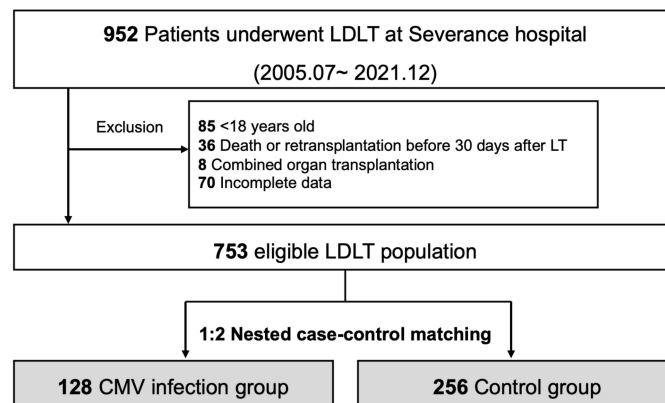 952 Patients underwent LDLT at Severance hospital
(2005.07~ 2021.12)
Exclusion
85 <18 years old
36 Death or retransplantation before 30 days after LT
8 Combined organ transplantation
70 Incomplete data
753 eligible LDLT population
1:2 Nested case-control matching
128 CMV infection group
256 Control group